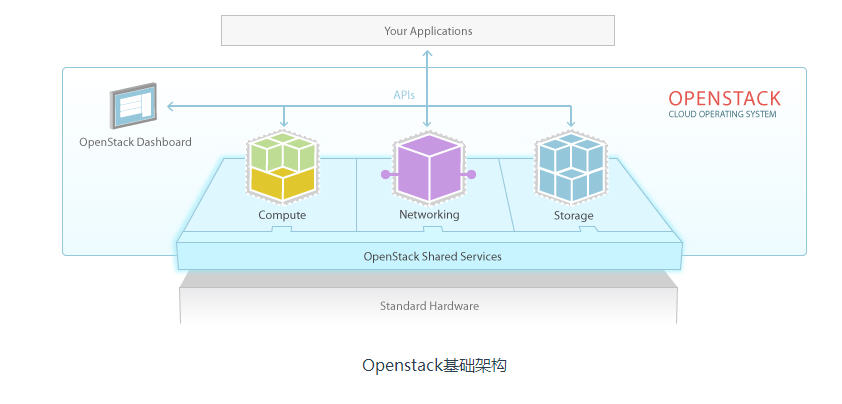 Your Applications
APIs
OPENSTACK
CLOUD OPERATING SYSTEM
OpenStack Dashboard
Compute
Networking
Storage
OpenStack Shared Services
Standard Hardware
Openstack基础架构